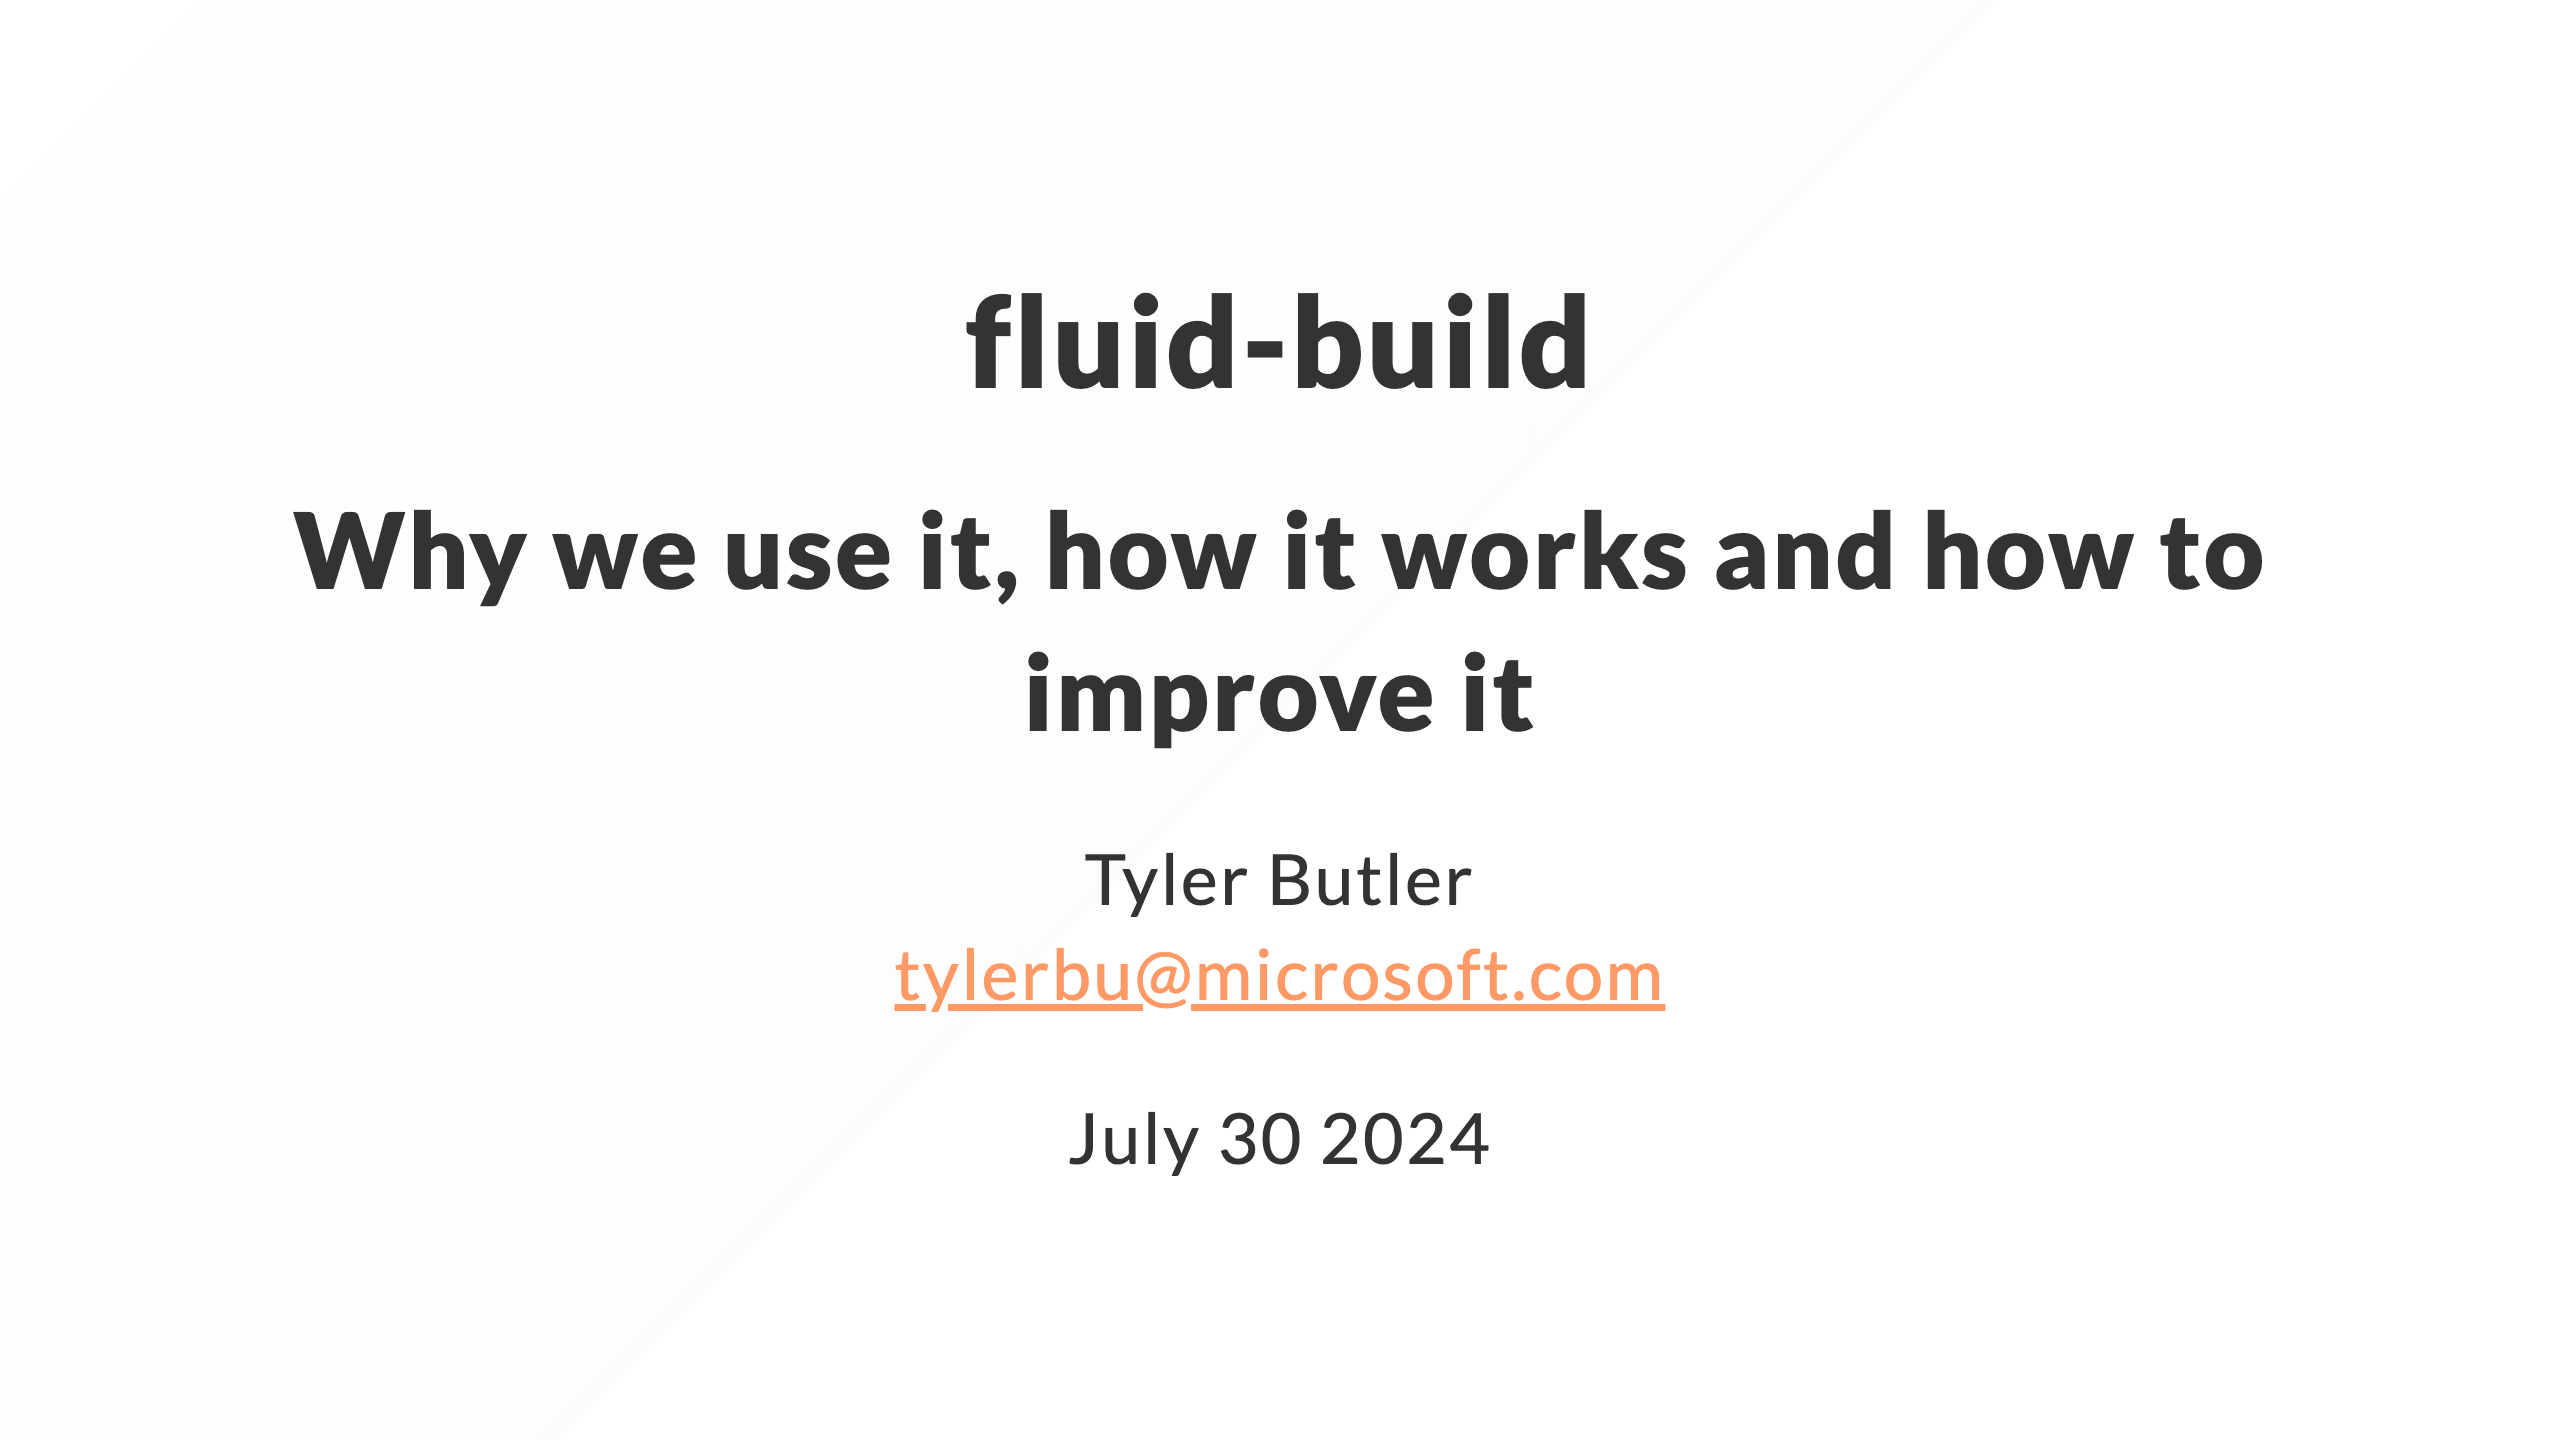 fluid-build
Why we use it, how it works and how to
improve it
Tyler Butler
tylerbu@microsoft.com
July 30 2024